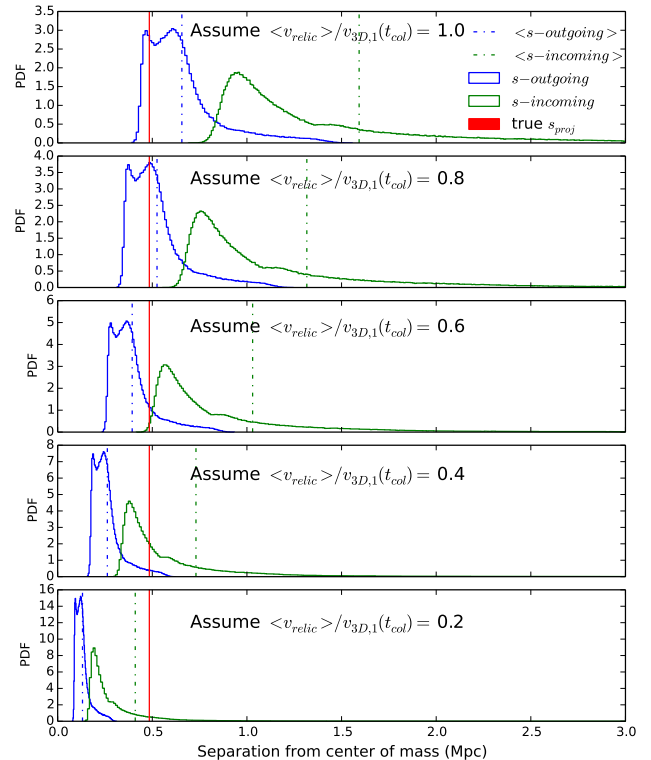 3.5
3.0
2.5
2.0
1.5
1.0
0.5
0.0
PDF
Assume <v_relic>/v_3D,1(t_col) = 1.0
<s−outgoing>
<s−incoming>
s−outgoing
s−incoming
true s_proj
4.0
3.5
3.0
2.5
2.0
1.5
1.0
0.5
0.0
PDF
Assume <v_relic>/v_3D,1(t_col) = 0.8
6
5
4
3
2
1
0
PDF
Assume <v_relic>/v_3D,1(t_col) = 0.6
8
7
6
5
4
3
2
1
0
PDF
Assume <v_relic>/v_3D,1(t_col) = 0.4
16
14
12
10
8
6
4
2
0
PDF
Assume <v_relic>/v_3D,1(t_col) = 0.2
0.0 0.5 1.0 1.5 2.0 2.5 3.0
Separation from center of mass (Mpc)